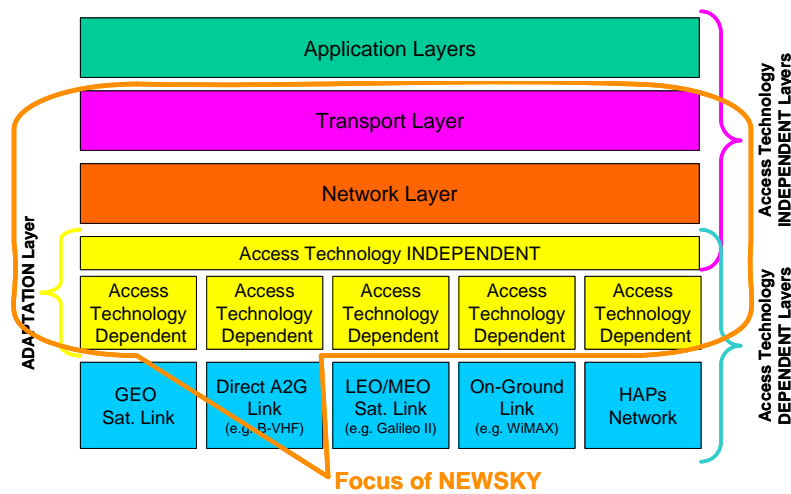 Application Layers
Transport Layer
Network Layer
Access Technology INDEPENDENT
Access
Technology
Dependent
Access
Technology
Dependent
Access
Technology
Dependent
Access
Technology
Dependent
Access
Technology
Dependent
GEO
Sat. Link
Direct A2G
Link
(e.g. B-VHF)
LEO/MEO
Sat. Link
(e.g. Galileo II)
On-Ground
Link
(e.g. WiMAX)
HAPs
Network
ADAPTATION Layer
Access Technology
INDEPENDENT Layers
Access Technology
DEPENDENT Layers
Focus of NEWSKY